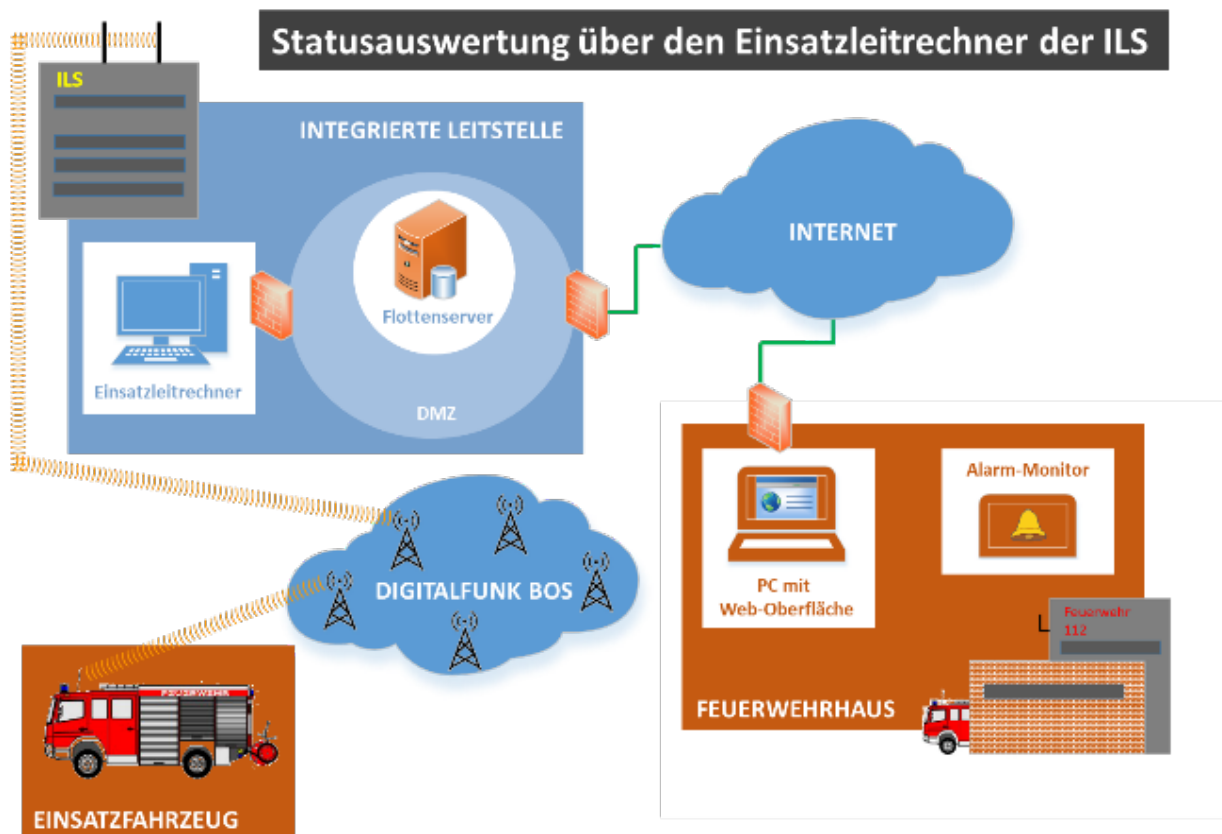 Statusauswertung über den Einsatzleitrechner der ILS
ILS
INTEGRIERTE LEITSTELLE
Flottenserver
Einsatzleitrechner
DMZ
INTERNET
DIGITALFUNK BOS
PC mit
Web-Oberfläche
Alarm-Monitor
Feuerwehr
112
FEUERWEHRHAUS
FEUERWEHR
EINSATZFAHRZEUG